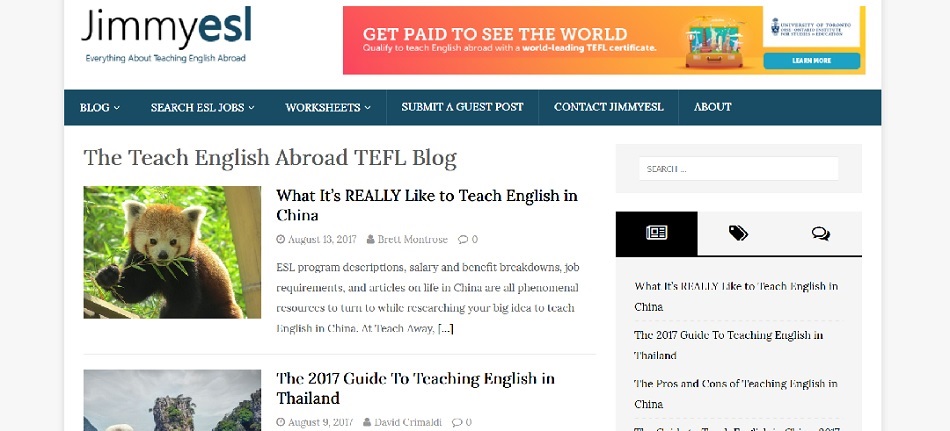 Jimmyesl
Everything About Teaching English Abroad
GET PAID TO SEE THE WORLD
Qualify to teach English abroad with a world-leading TEFL certificate.
UNIVERSITY OF TORONTO
OISE | ONTARIO INSTITUTE
FOR STUDIES IN EDUCATION
LEARN MORE
BLOG
SEARCH ESL JOBS
WORKSHEETS
SUBMIT A GUEST POST
CONTACT JIMMYESL
ABOUT
The Teach English Abroad TEFL Blog
What It's REALLY Like to Teach English in
China
August 13, 2017 Brett Montrose 0
ESL program descriptions, salary and benefit breakdowns, job
requirements, and articles on life in China are all phenomenal
resources to turn to while researching your big idea to teach
English in China. At Teach Away, [...]
The 2017 Guide To Teaching English in
Thailand
August 9, 2017 David Crimaldi 0
SEARCH …
What It's REALLY Like to Teach English in
China
The 2017 Guide To Teaching English in
Thailand
The Pros and Cons of Teaching English in
China